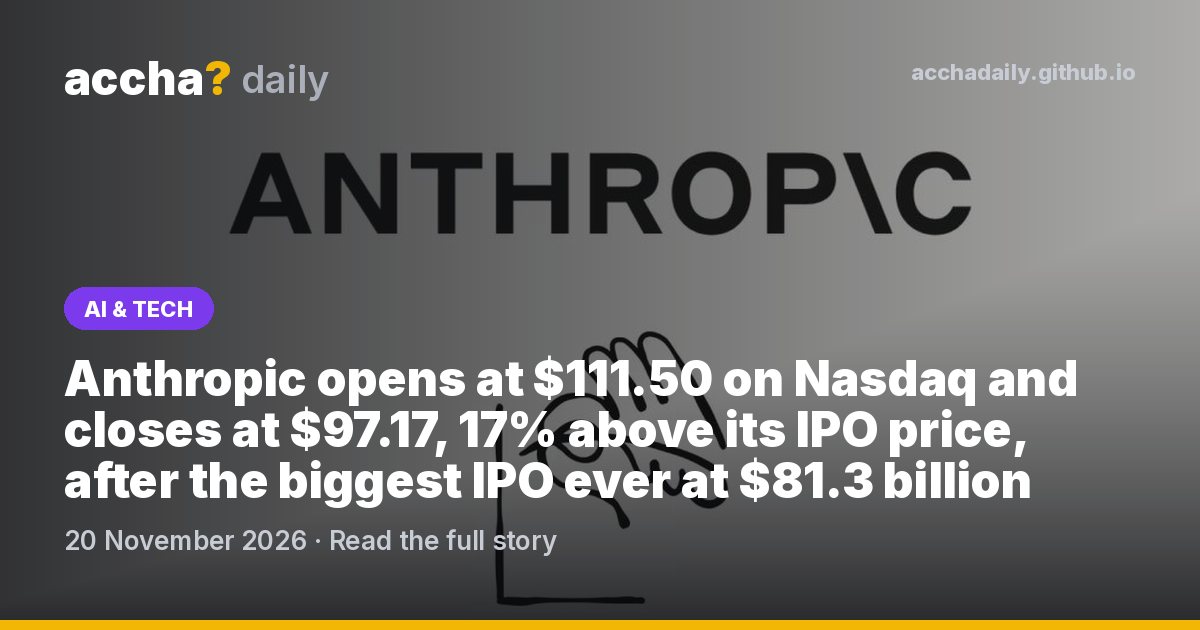 accha? daily
acchadaily.github.io
ANTHROP\C
AI & TECH
Anthropic opens at $111.50 on Nasdaq and
closes at $97.17, 17% above its IPO price,
after the biggest IPO ever at $81.3 billion
20 November 2026 · Read the full story